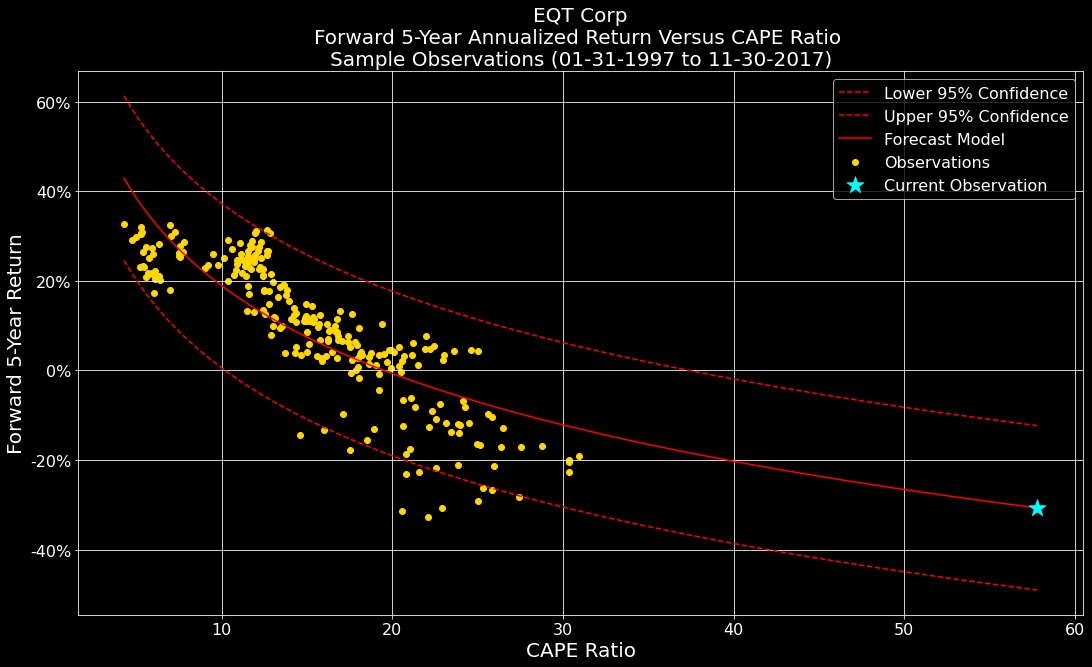 EQT Corp
Forward 5-Year Annualized Return Versus CAPE Ratio
Sample Observations (01-31-1997 to 11-30-2017)
Lower 95% Confidence
Upper 95% Confidence
Forecast Model
Observations
Current Observation
Forward 5-Year Return
60%
40%
20%
0%
-20%
-40%
10
20
30
40
50
60
CAPE Ratio